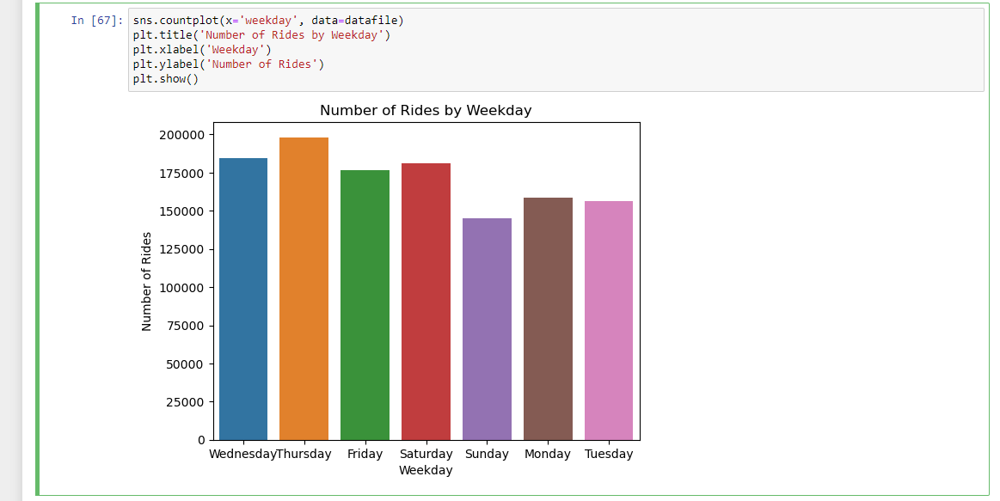 In [67]:
sns.countplot(x='weekday', data=datafile)
plt.title('Number of Rides by Weekday')
plt.xlabel('Weekday')
plt.ylabel('Number of Rides')
plt.show()
Number of Rides by Weekday
200000
175000
150000
125000
100000
75000
50000
25000
0
Number of Rides
Wednesday Thursday Friday Saturday Sunday Monday Tuesday
Weekday